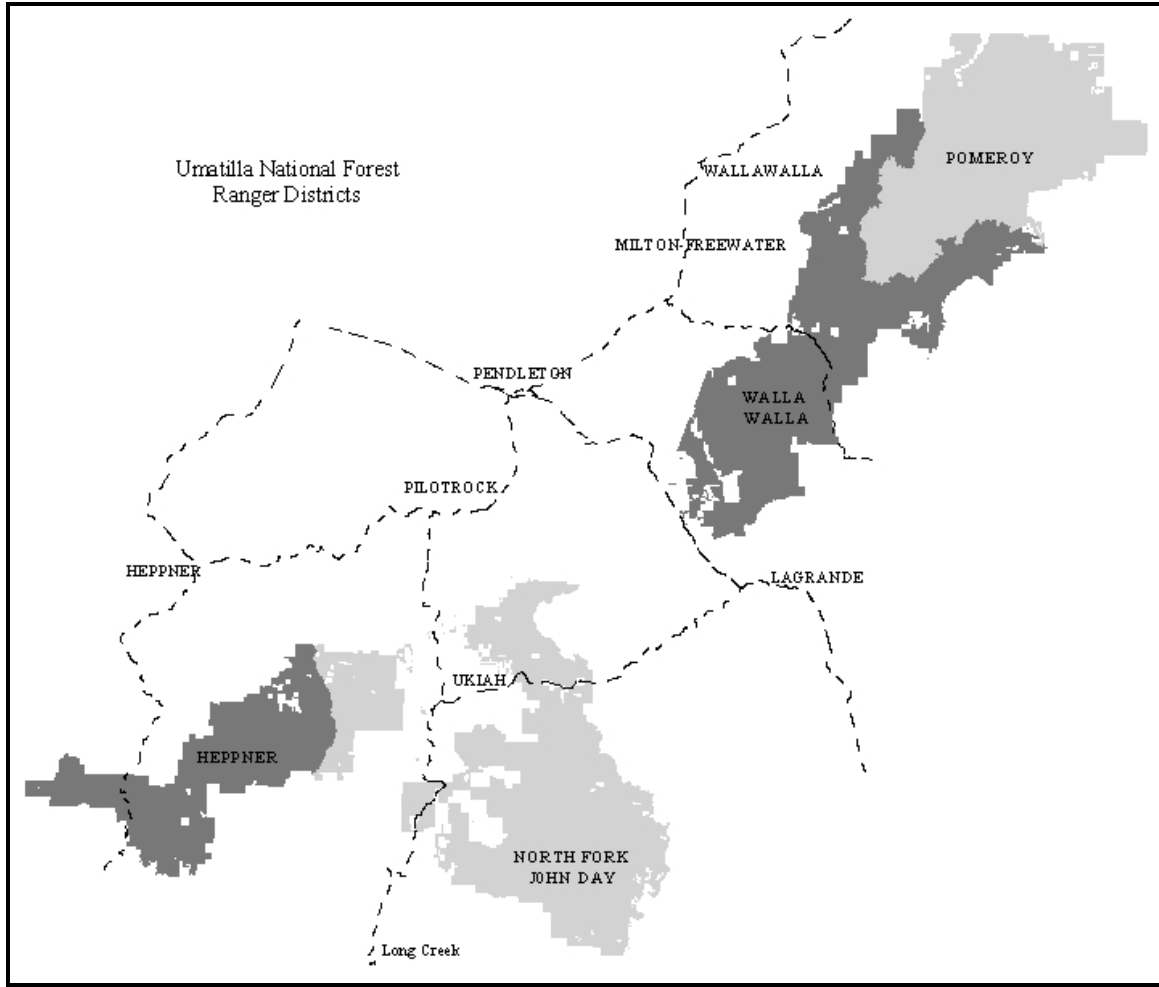 Umatilla National Forest
Ranger Districts
POMEROY
WALLAWALLA
MILTON-FREEWATER
PENDLETON
WALLA
WALLA
PILOTROCK
HEPPNER
LAGRANDE
UKIAH
HEPPNER
NORTH FORK
JOHN DAY
Long Creek